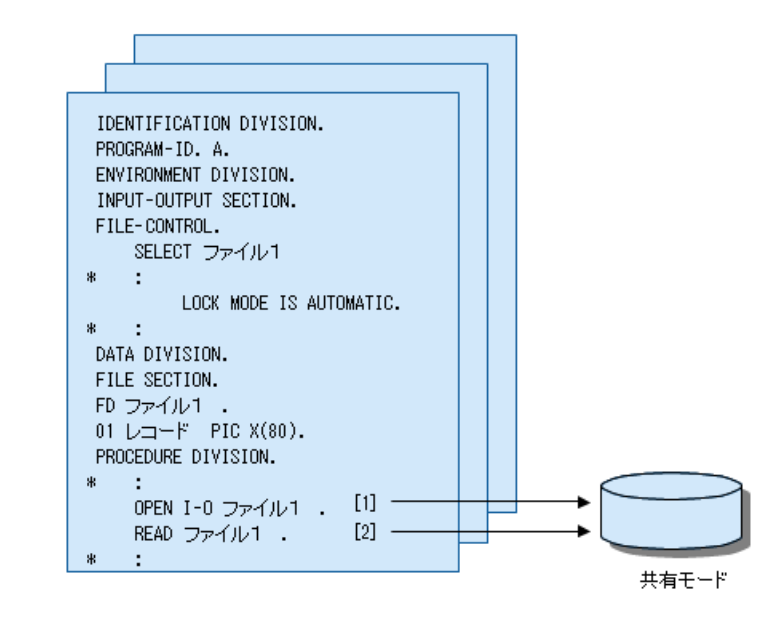 IDENTIFICATION DIVISION.
PROGRAM-ID. A.
ENVIRONMENT DIVISION.
INPUT-OUTPUT SECTION.
FILE-CONTROL.
SELECT ファイル1
* :
LOCK MODE IS AUTOMATIC.
* :
DATA DIVISION.
FILE SECTION.
FD ファイル1 .
01 レコード PIC X(80).
PROCEDURE DIVISION.
* :
OPEN I-O ファイル1 . [1]
READ ファイル1 . [2]
* :
共有モード